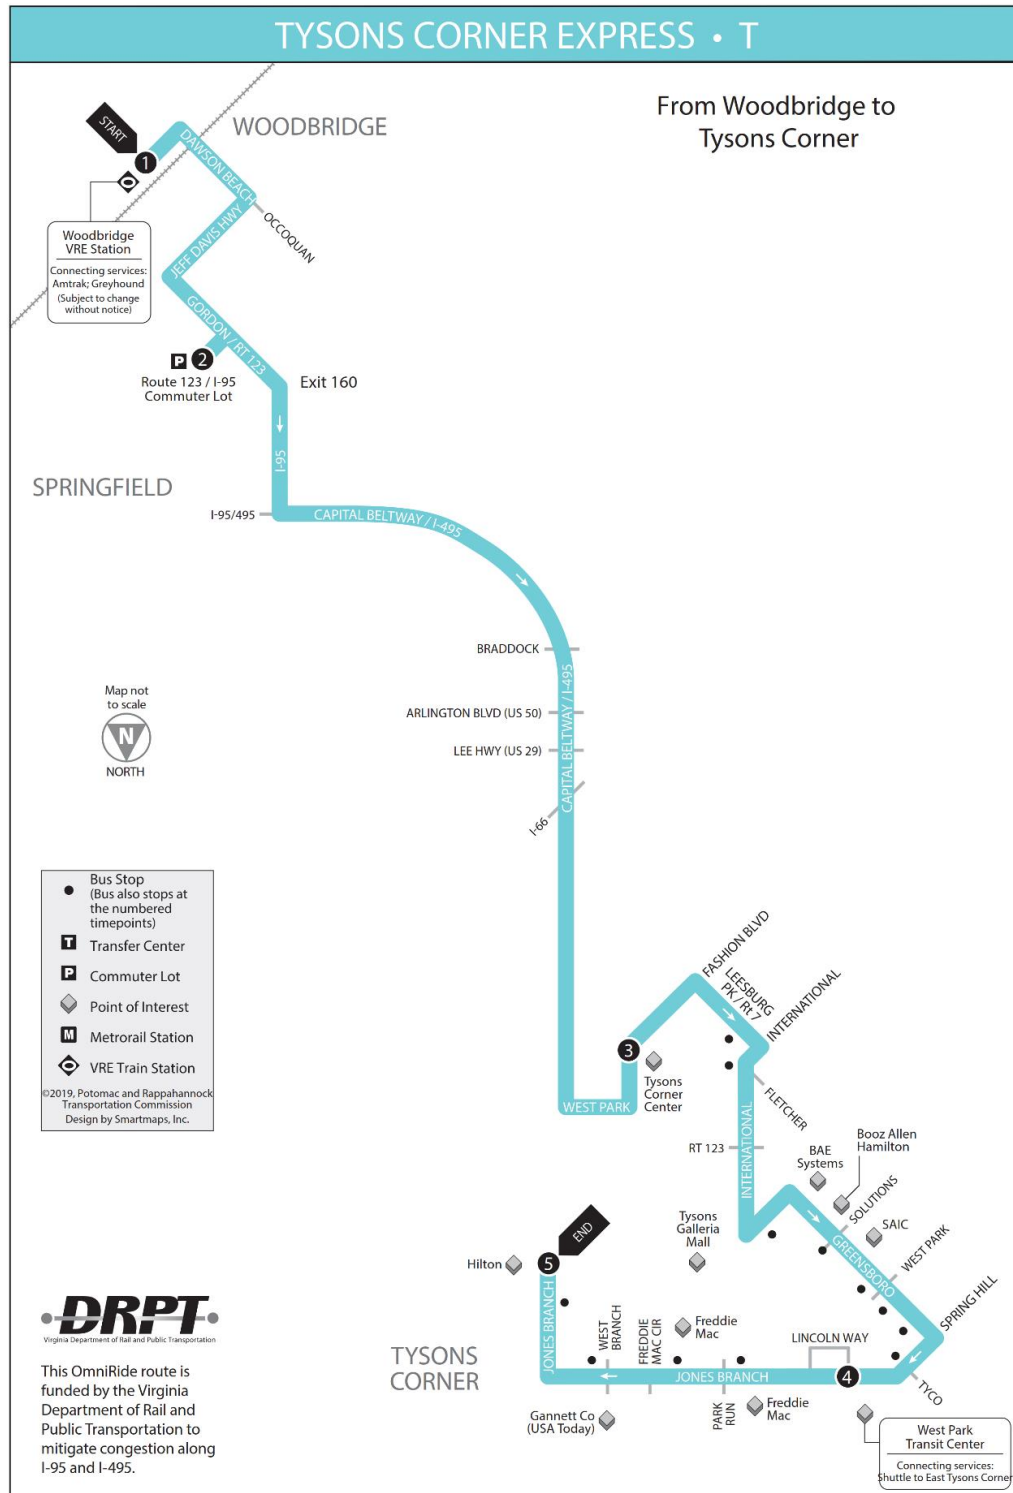 TYSONS CORNER EXPRESS • T
From Woodbridge to
Tysons Corner
WOODBRIDGE
START
1
DAWSON BEACH
OCCOQUAN
JEFF DAVIS HWY
Woodbridge
VRE Station
Connecting services:
Amtrak; Greyhound
(Subject to change
without notice)
GORDON / RT 123
P
2
Route 123 / I-95
Commuter Lot
Exit 160
I-95
SPRINGFIELD
I-95/495
CAPITAL BELTWAY / I-495
BRADDOCK
CAPITAL BELTWAY / I-495
ARLINGTON BLVD (US 50)
LEE HWY (US 29)
I-66
Map not
to scale
N
NORTH
Bus Stop
(Bus also stops at
the numbered
timepoints)
T Transfer Center
P Commuter Lot
Point of Interest
M Metrorail Station
VRE Train Station
©2019, Potomac and Rappahannock
Transportation Commission
Design by Smartmaps, Inc.
FASHION BLVD
LEESBURG
PK / Rt 7
INTERNATIONAL
3
Tysons
Corner
Center
WEST PARK
FLETCHER
INTERNATIONAL
RT 123
BAE
Systems
Booz Allen
Hamilton
SOLUTIONS
SAIC
WEST PARK
GREENSBORO
SPRING HILL
Tysons
Galleria
Mall
END
5
Hilton
JONES BRANCH
WEST
BRANCH
FREDDIE
MAC CIR
Freddie
Mac
LINCOLN WAY
JONES BRANCH
4
TYCO
TYSONS
CORNER
Gannett Co
(USA Today)
PARK
RUN
Freddie
Mac
West Park
Transit Center
Connecting services:
Shuttle to East Tysons Corner
DRPT
Virginia Department of Rail and Public Transportation
This OmniRide route is
funded by the Virginia
Department of Rail and
Public Transportation to
mitigate congestion along
I-95 and I-495.